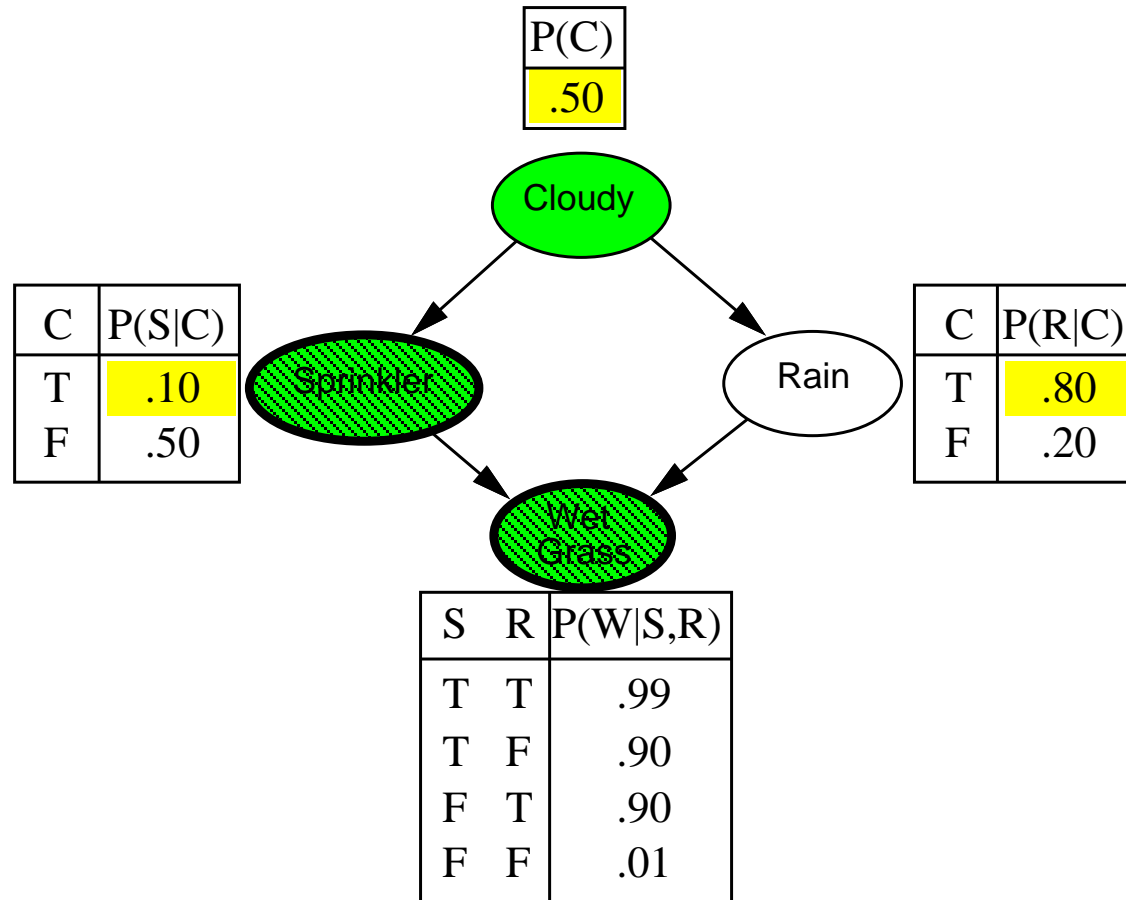 P(C)
.50
Cloudy
C P(S|C)
T .10
F .50
Sprinkler
Rain
C P(R|C)
T .80
F .20
Wet
Grass
S R P(W|S,R)
T T .99
T F .90
F T .90
F F .01